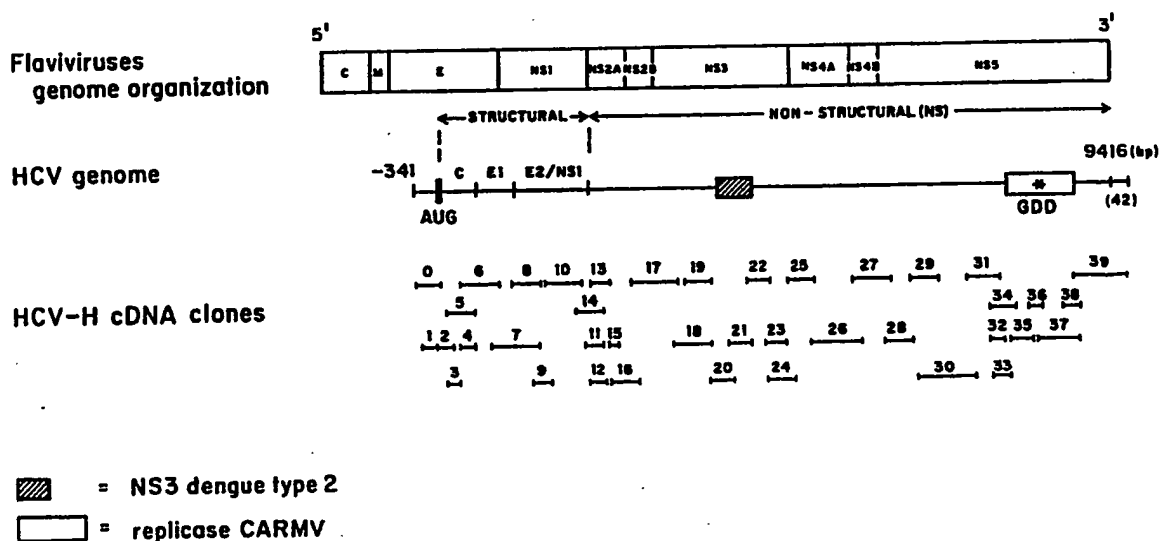 5' 3'
Flaviviruses
genome organization
C M E NS1 NS2A NS2B NS3 NS4A NS4B NS5
STRUCTURAL NON-STRUCTURAL (NS)
HCV genome
-341 C E1 E2/NS1 9416 (bp)
AUG * GDD (42)
HCV-H cDNA clones
0 6 8 10 13 17 19 22 25 27 29 31 39
5 14 34 36 38
1 2 4 7 11 15 18 21 23 26 28 32 35 37
3 9 12 16 20 24 30 33
= NS3 dengue type 2
= replicase CARMV